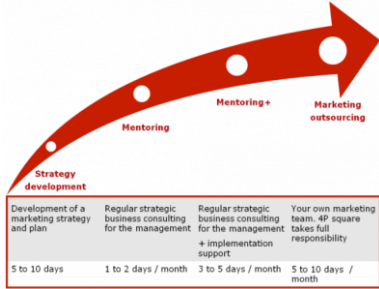 Strategy
development
Mentoring
Mentoring+
Marketing
outsourcing
Development of a
marketing strategy
and plan
Regular strategic
business consulting
for the management
Regular strategic
business consulting
for the management
+ implementation
support
Your own marketing
team. 4P square
takes full
responsibility
5 to 10 days
1 to 2 days / month
3 to 5 days / month
5 to 10 days /
month